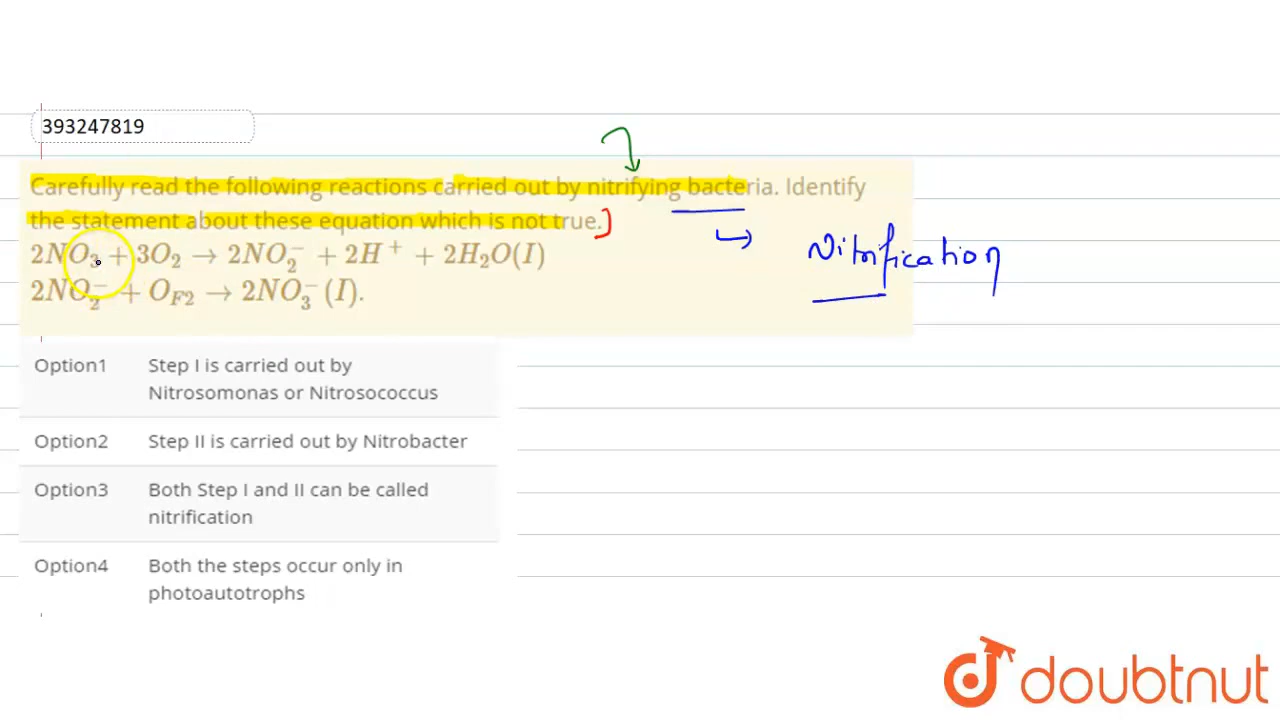 393247819
Carefully read the following reactions carried out by nitrifying bacteria. Identify
the statement about these equation which is not true.
2NO₃ + 3O₂ → 2NO₂⁻ + 2H⁺ + 2H₂O(I)
2NO₂⁻ + O_F2 → 2NO₃⁻(I).
Nitrification
Option1 Step I is carried out by
Nitrosomonas or Nitrosococcus
Option2 Step II is carried out by Nitrobacter
Option3 Both Step I and II can be called
nitrification
Option4 Both the steps occur only in
photoautotrophs
doubtnut